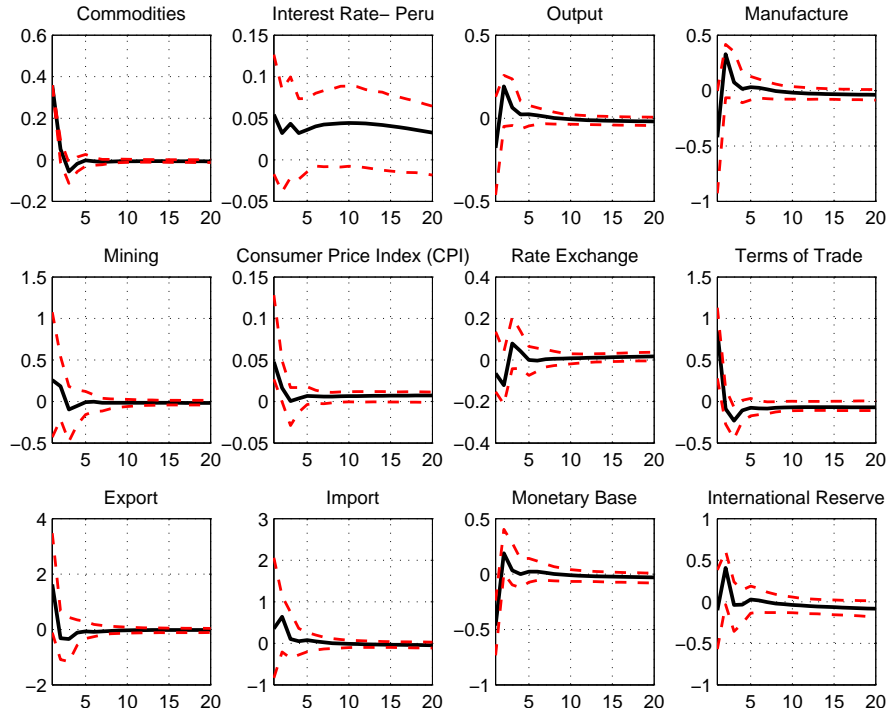 Commodities
0.6
0.4
0.2
0
−0.2
5 10 15 20
Interest Rate− Peru
0.15
0.1
0.05
0
−0.05
5 10 15 20
Output
0.5
0
−0.5
5 10 15 20
Manufacture
0.5
0
−0.5
−1
5 10 15 20
Mining
1.5
1
0.5
0
−0.5
5 10 15 20
Consumer Price Index (CPI)
0.15
0.1
0.05
0
−0.05
5 10 15 20
Rate Exchange
0.4
0.2
0
−0.2
−0.4
5 10 15 20
Terms of Trade
1.5
1
0.5
0
−0.5
5 10 15 20
Export
4
2
0
−2
5 10 15 20
Import
3
2
1
0
−1
5 10 15 20
Monetary Base
0.5
0
−0.5
−1
5 10 15 20
International Reserve
1
0.5
0
−0.5
−1
5 10 15 20